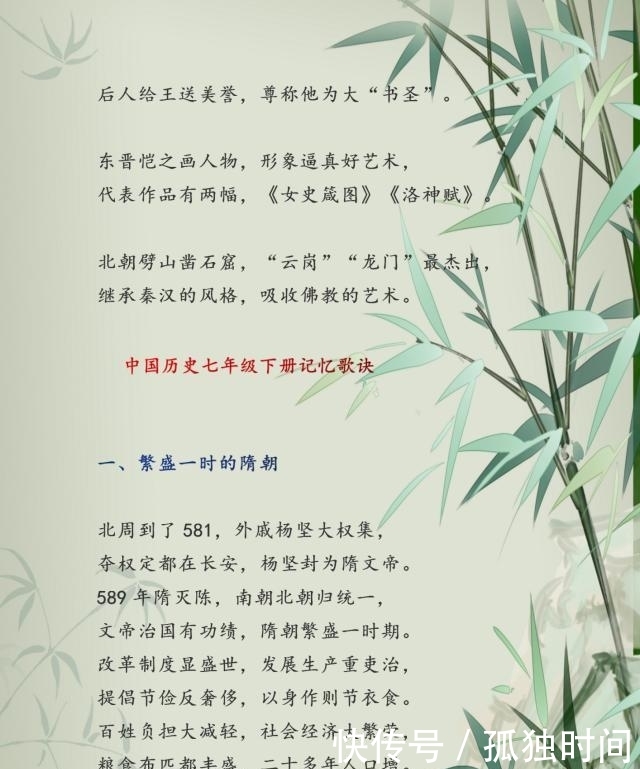 后人给王送美誉，尊称他为大“书圣”。
东晋恺之画人物，形象逼真好艺术，
代表作品有两幅，《女史箴图》《洛神赋》。
北朝劈山凿石窟，“云岗”“龙门”最杰出，
继承秦汉的风格，吸收佛教的艺术。
中国历史七年级下册记忆歌诀
一、繁盛一时的隋朝
北周到了 581，外戚杨坚大权集，
夺权定都在长安，杨坚封为隋文帝。
589 年隋灭陈，南朝北朝归统一，
文帝治国有功绩，隋朝繁盛一时期。
改革制度显盛世，发展生产重吏治，
提倡节俭反奢侈，以身作则节衣食。
百姓负担大减轻，社会经济大繁荣，
粮食布匹都丰盛，二十多年人口增。
快传号 / 孤独时间